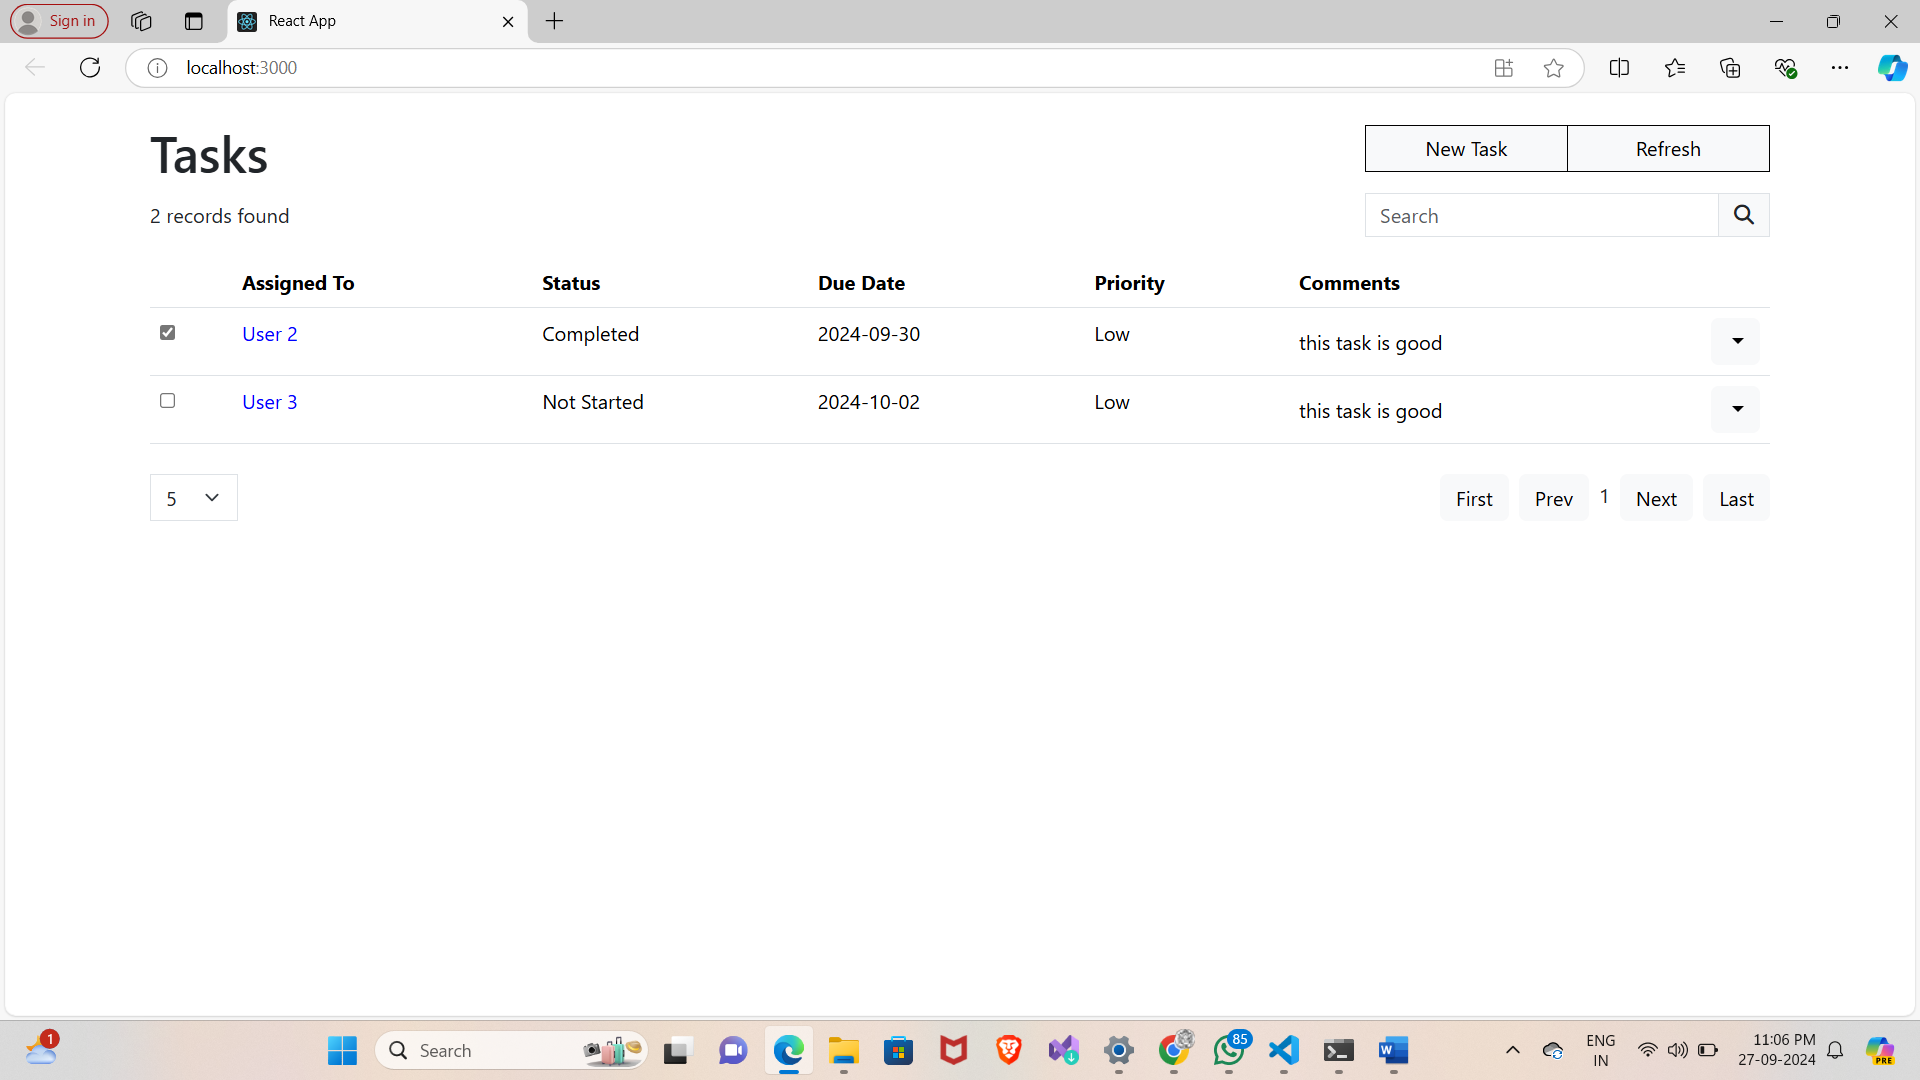 Sign in
React App
localhost:3000
Tasks
New Task
Refresh
2 records found
Search
Assigned To Status Due Date Priority Comments
User 2 Completed 2024-09-30 Low this task is good
User 3 Not Started 2024-10-02 Low this task is good
5
First Prev 1 Next Last
1
Search
W
85
PRE
ENG
IN
11:06 PM
27-09-2024